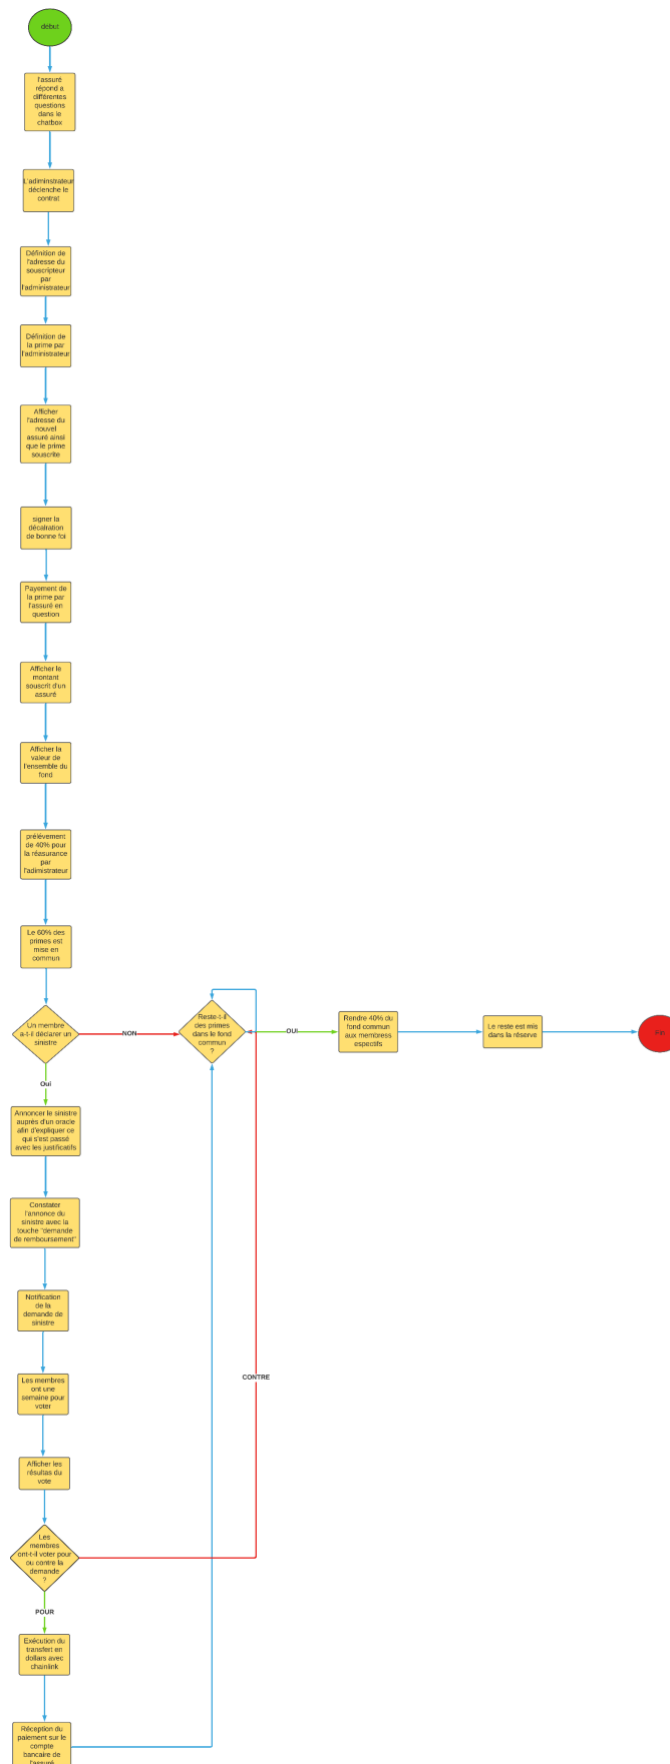 début
l'assuré
répond a
différentes
questions
dans le
chatbox
L'adiminstrateur
déclenche le
contrat
Définition de
l'adresse du
souscripteur
par
l'administrateur
Définition de
la prime par
l'administrateur
Afficher
l'adresse du
nouvel
assuré ainsi
que le prime
souscrite
signer la
décalration
de bonne foi
Payement de
la prime par
l'assuré en
question
Afficher le
montant
souscrit d'un
assuré
Afficher la
valeur de
l'ensemble du
fond
prélévement
de 40% pour
la réasurance
par
l'adimistrateur
Le 60% des
primes est
mise en
commun
Un membre
a-t-il déclarer un
sinistre
NON
Reste-t-il
des primes
dans le fond
commun
?
OUI
Rendre 40% du
fond commun
aux membress
espectifs
Le reste est mis
dans la réserve
Fin
Oui
Annoncer le sinistre
auprès d'un oracle
afin d'expliquer ce
qui s'est passé
avec les justificatifs
Constater
l'annonce du
sinistre avec la
touche "demande
de remboursement"
Notification
de la
demande de
sinistre
Les membres
ont une
semaine pour
voter
CONTRE
Afficher les
résultas du
vote
Les
membres
ont-t-il voter pour
ou contre la
demande
?
POUR
Exécution du
transfert en
dollars avec
chainlink
Réception du
paiement sur le
compte
bancaire de
l'assuré